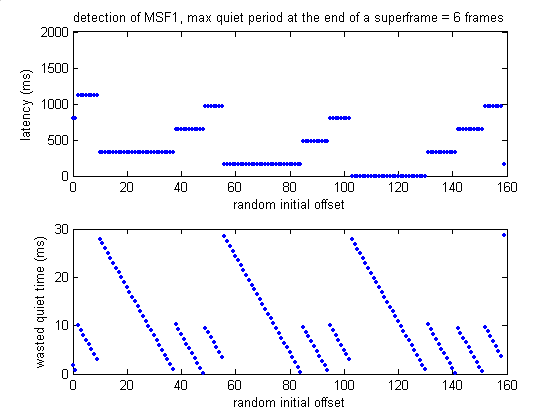 detection of MSF1, max quiet period at the end of a superframe = 6 frames
2000
1500
1000
500
0
latency (ms)
0 20 40 60 80 100 120 140 160
random initial offset
30
20
10
0
wasted quiet time (ms)
0 20 40 60 80 100 120 140 160
random initial offset